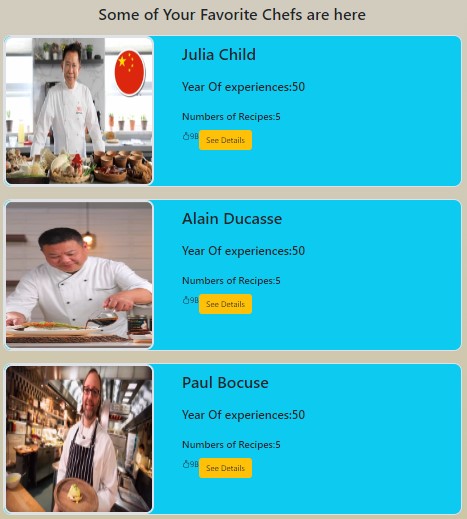 Some of Your Favorite Chefs are here
Julia Child
Year Of experiences:50
Numbers of Recipes:5
98 See Details
Alain Ducasse
Year Of experiences:50
Numbers of Recipes:5
98 See Details
Paul Bocuse
Year Of experiences:50
Numbers of Recipes:5
98 See Details